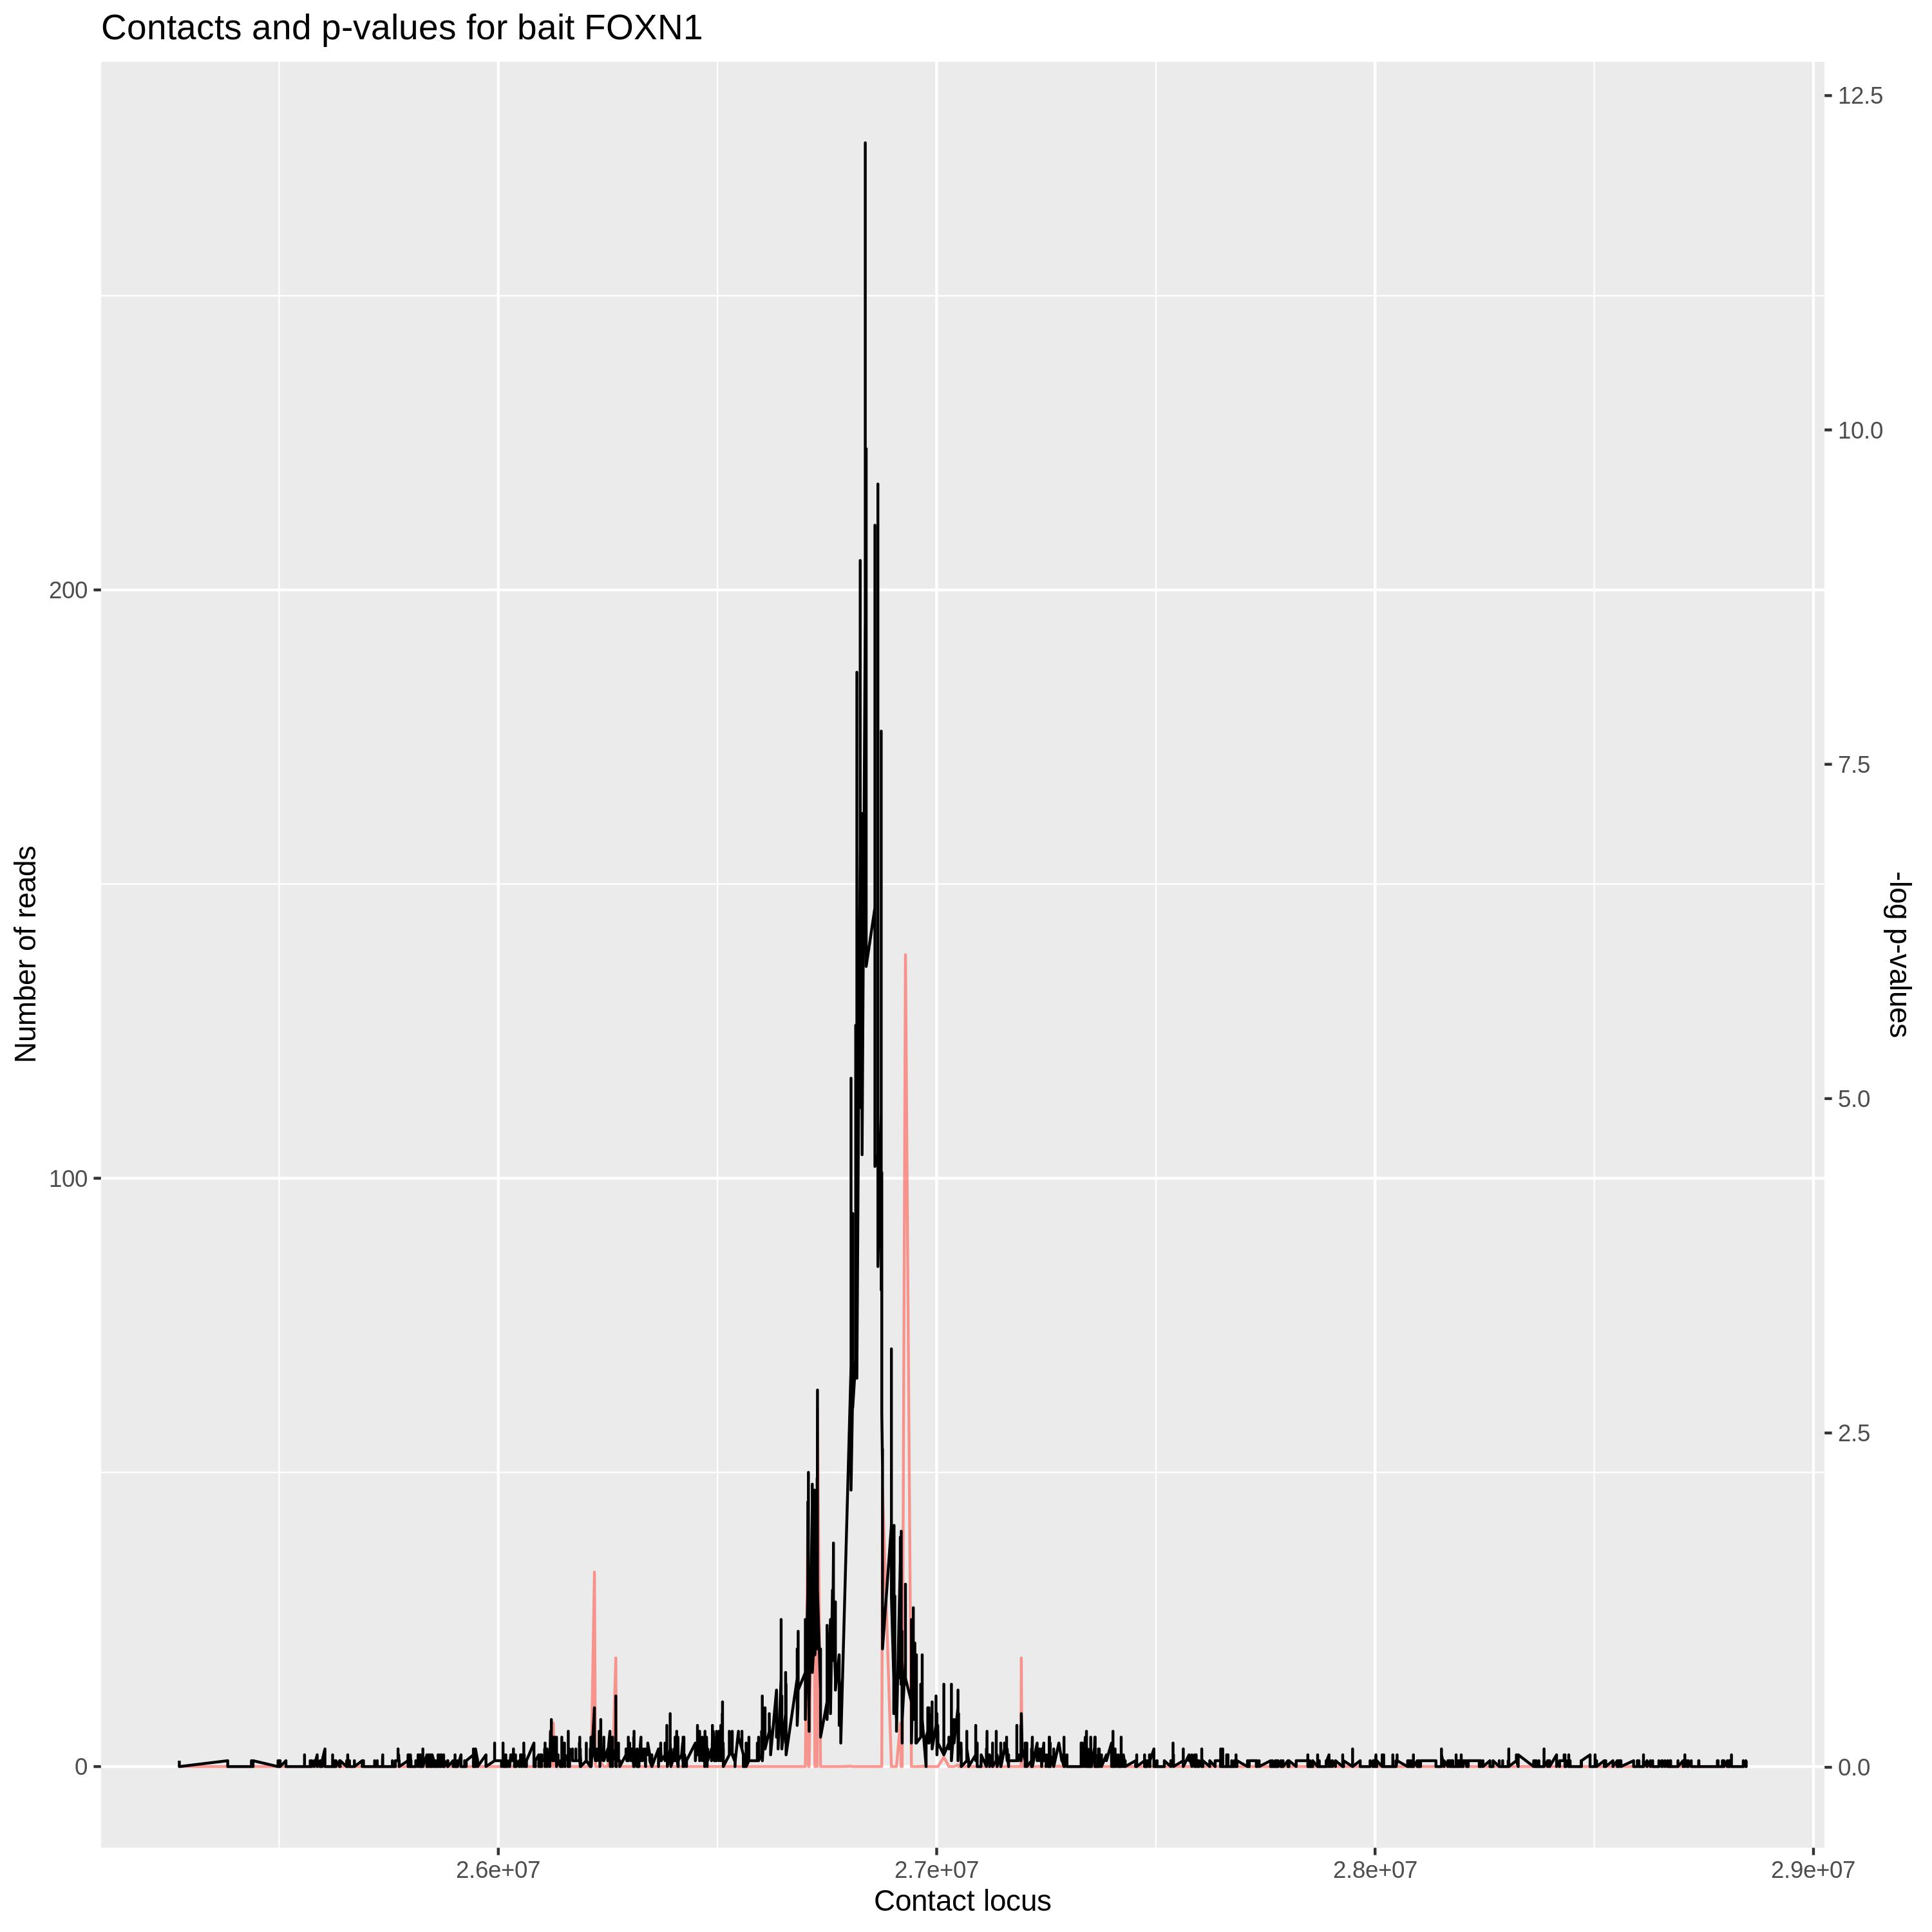 Contacts and p-values for bait FOXN1
12.5
10.0
200
7.5
Number of reads
-log p-values
5.0
100
2.5
0
0.0
2.6e+07
2.7e+07
2.8e+07
2.9e+07
Contact locus